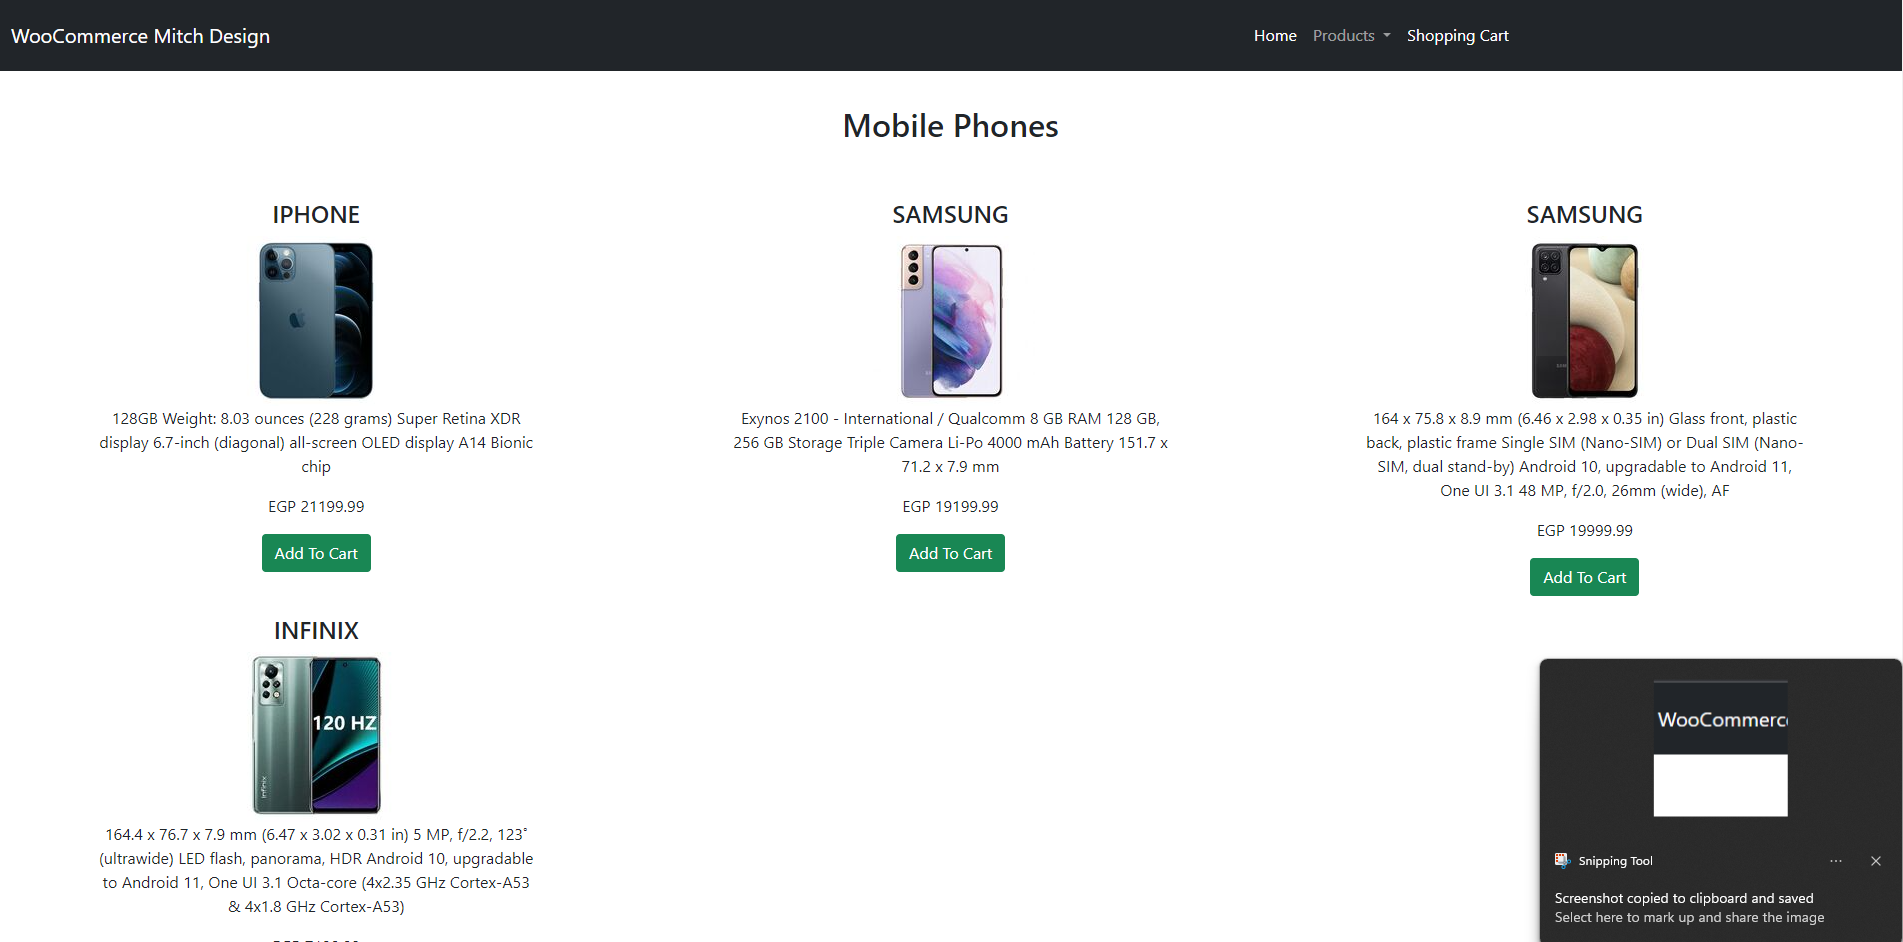 WooCommerce Mitch Design
Home
Products
Shopping Cart
Mobile Phones
IPHONE
128GB Weight: 8.03 ounces (228 grams) Super Retina XDR
display 6.7-inch (diagonal) all-screen OLED display A14 Bionic
chip
EGP 21199.99
Add To Cart
SAMSUNG
Exynos 2100 - International / Qualcomm 8 GB RAM 128 GB,
256 GB Storage Triple Camera Li-Po 4000 mAh Battery 151.7 x
71.2 x 7.9 mm
EGP 19199.99
Add To Cart
SAMSUNG
164 x 75.8 x 8.9 mm (6.46 x 2.98 x 0.35 in) Glass front, plastic
back, plastic frame Single SIM (Nano-SIM) or Dual SIM (Nano-
SIM, dual stand-by) Android 10, upgradable to Android 11,
One UI 3.1 48 MP, f/2.0, 26mm (wide), AF
EGP 19999.99
Add To Cart
INFINIX
120 HZ
Infinix
164.4 x 76.7 x 7.9 mm (6.47 x 3.02 x 0.31 in) 5 MP, f/2.2, 123˚
(ultrawide) LED flash, panorama, HDR Android 10, upgradable
to Android 11, One UI 3.1 Octa-core (4x2.35 GHz Cortex-A53
& 4x1.8 GHz Cortex-A53)
WooCommerc
Snipping Tool
Screenshot copied to clipboard and saved
Select here to mark up and share the image